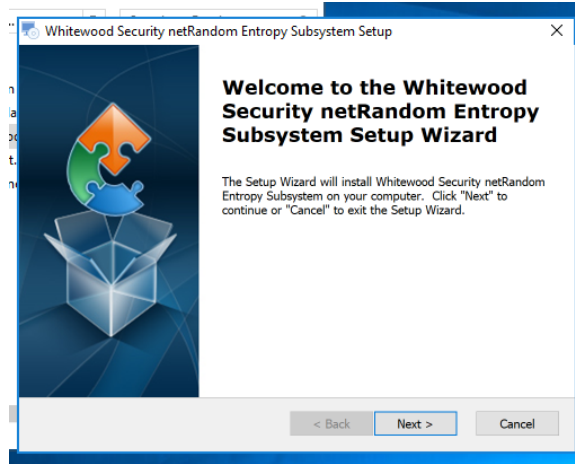 Whitewood Security netRandom Entropy Subsystem Setup
Welcome to the Whitewood
Security netRandom Entropy
Subsystem Setup Wizard
The Setup Wizard will install Whitewood Security netRandom
Entropy Subsystem on your computer. Click "Next" to
continue or "Cancel" to exit the Setup Wizard.
< Back Next > Cancel